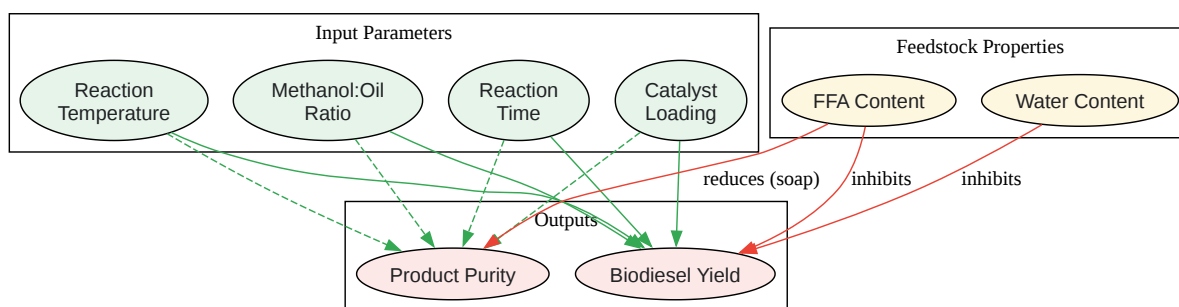 Input Parameters
Feedstock Properties
Reaction
Temperature
Methanol:Oil
Ratio
Reaction
Time
Catalyst
Loading
FFA Content
Water Content
reduces (soap)
inhibits
inhibits
Outputs
Product Purity
Biodiesel Yield